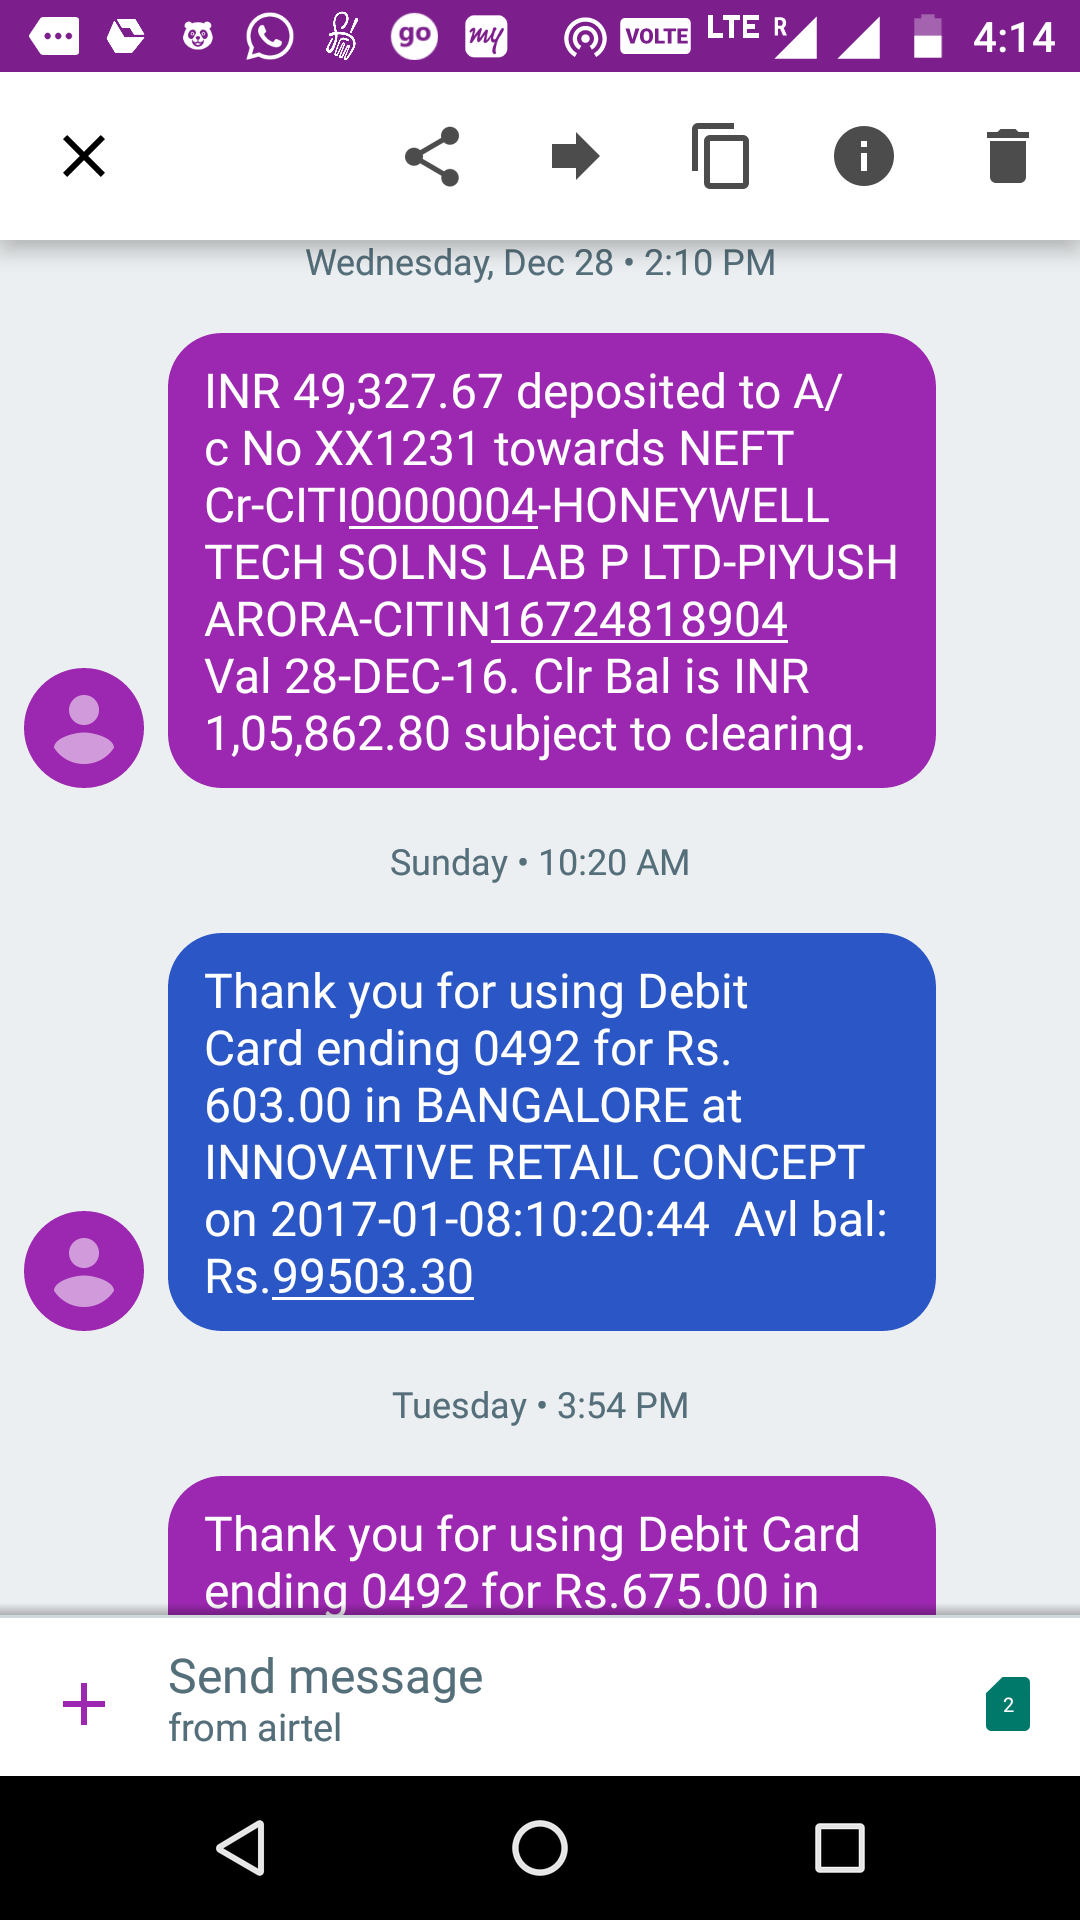 go my VOLTE LTE R 4:14
Wednesday, Dec 28 • 2:10 PM
INR 49,327.67 deposited to A/
c No XX1231 towards NEFT
Cr-CITI0000004-HONEYWELL
TECH SOLNS LAB P LTD-PIYUSH
ARORA-CITIN16724818904
Val 28-DEC-16. Clr Bal is INR
1,05,862.80 subject to clearing.
Sunday • 10:20 AM
Thank you for using Debit
Card ending 0492 for Rs.
603.00 in BANGALORE at
INNOVATIVE RETAIL CONCEPT
on 2017-01-08:10:20:44  Avl bal:
Rs.99503.30
Tuesday • 3:54 PM
Thank you for using Debit Card
ending 0492 for Rs.675.00 in
Send message
from airtel
2